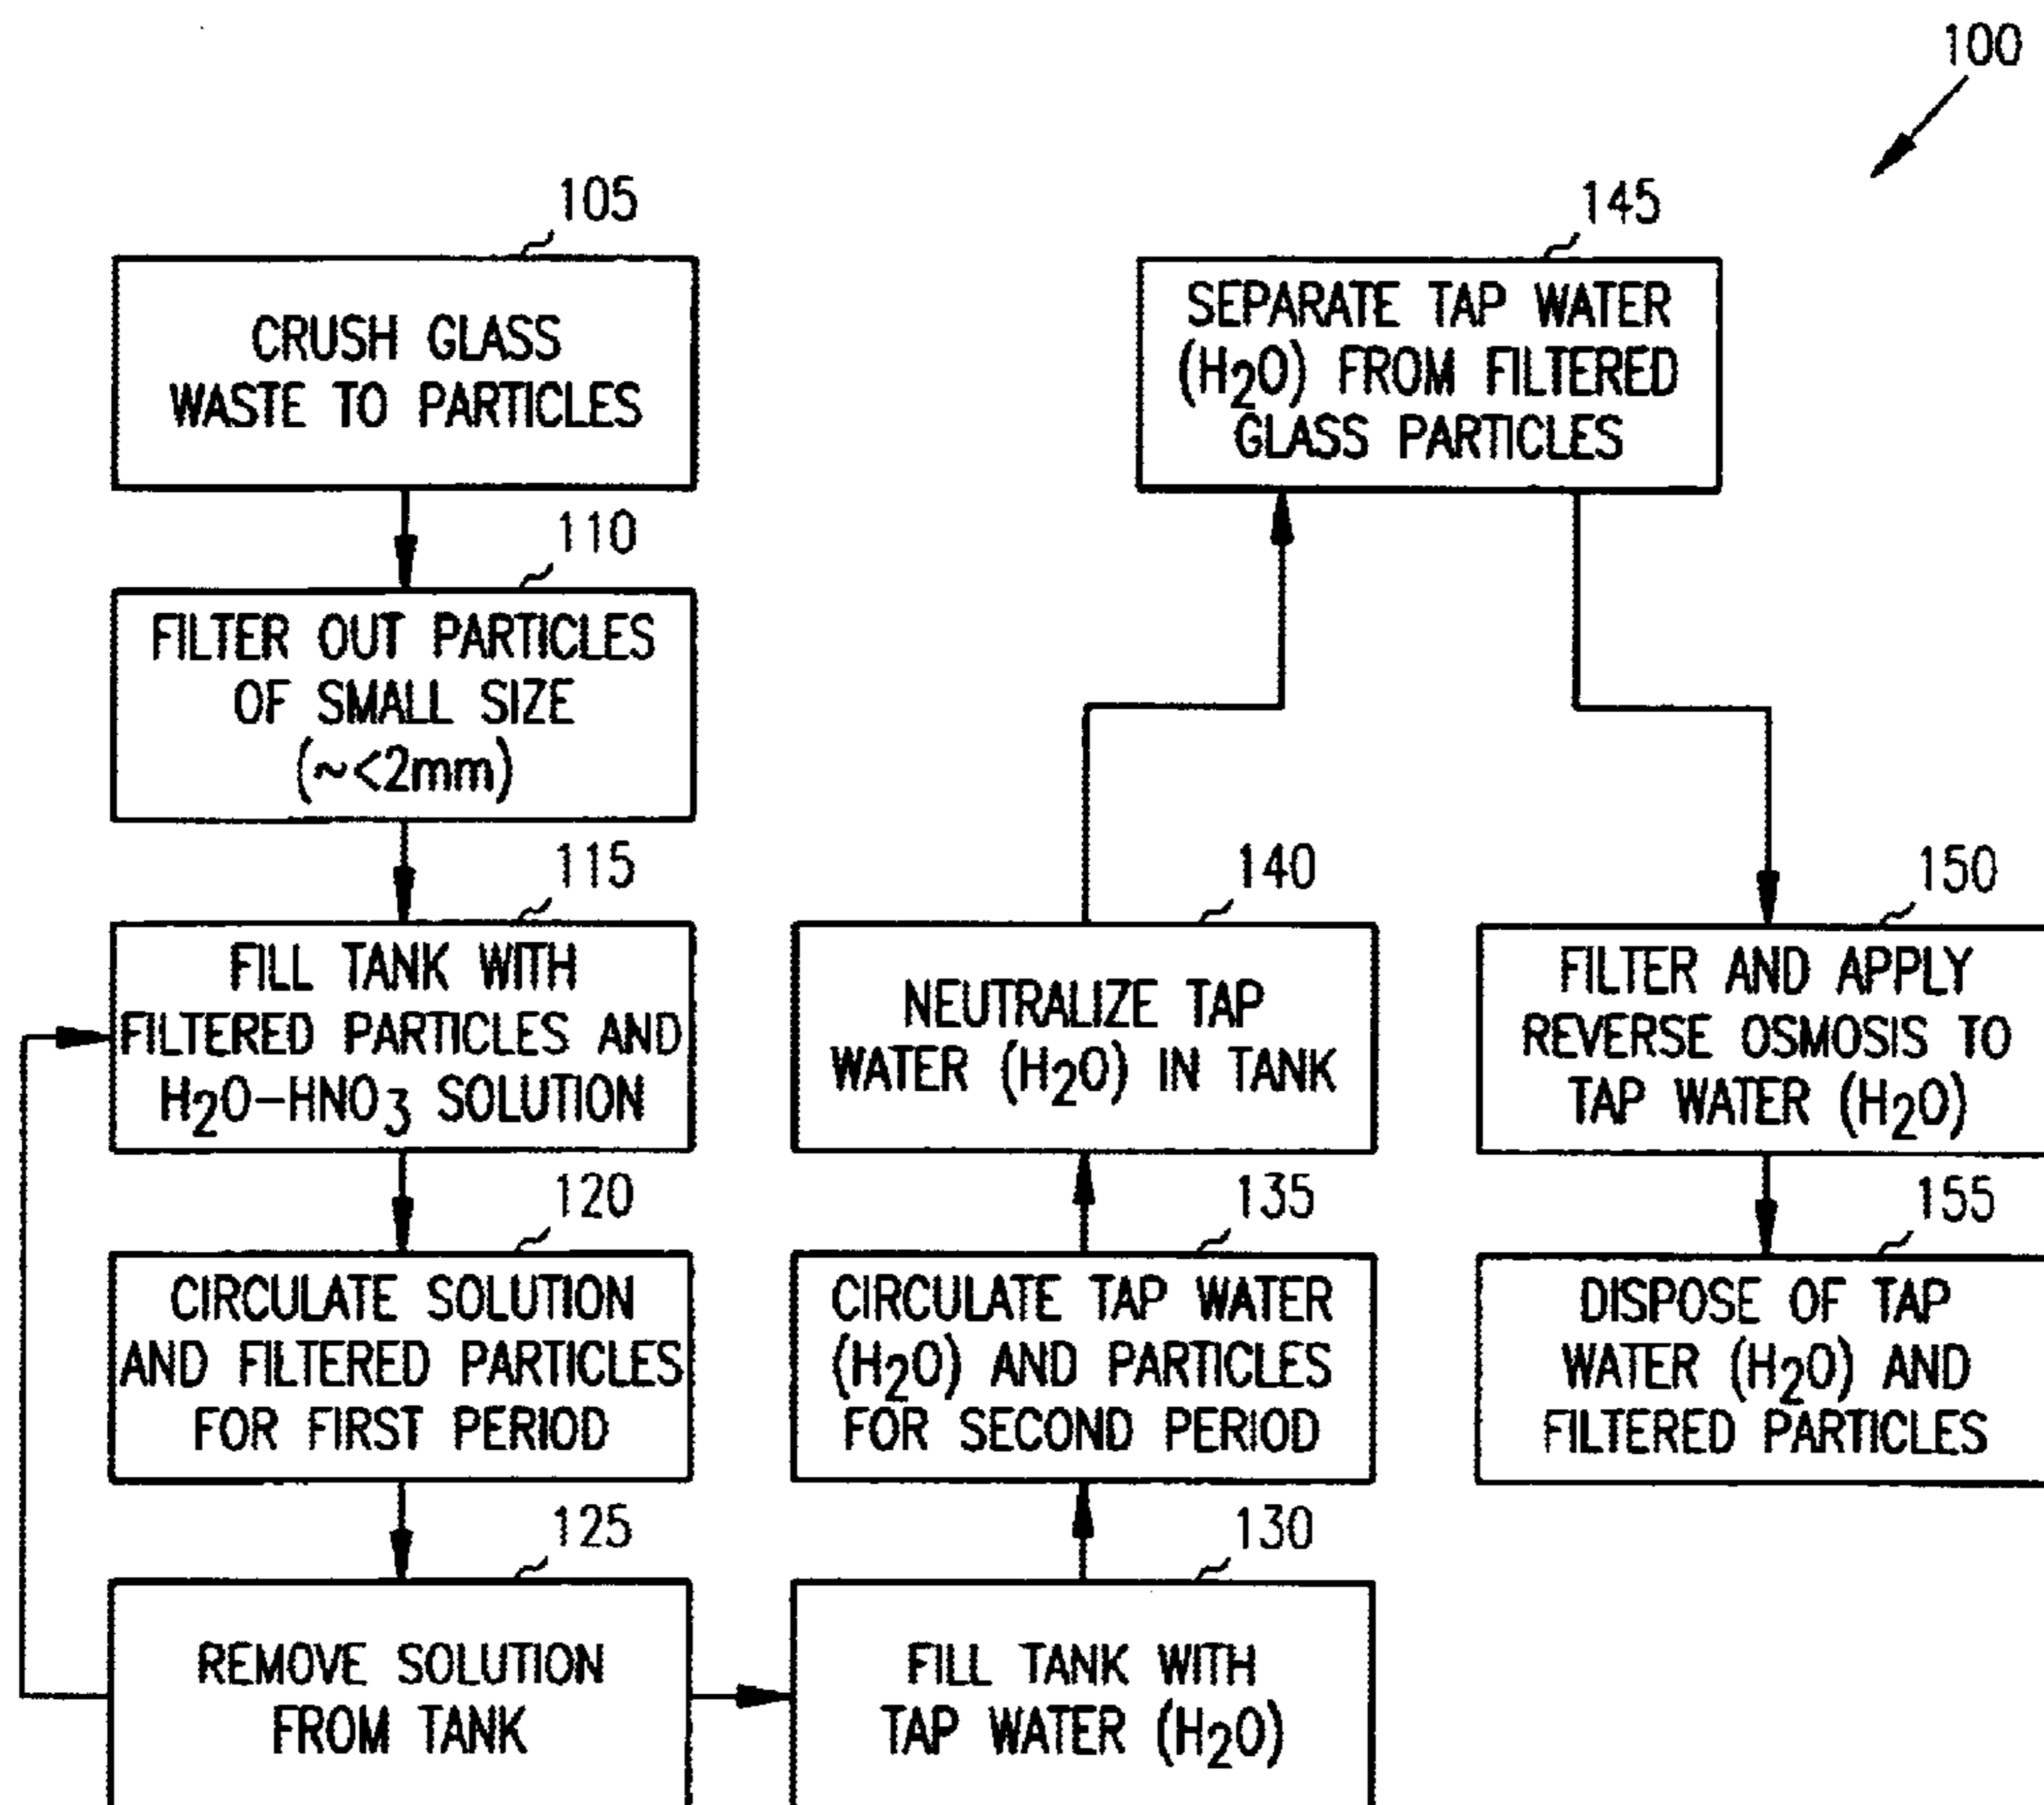 100
105
CRUSH GLASS
WASTE TO PARTICLES
110
FILTER OUT PARTICLES
OF SMALL SIZE
(~<2mm)
115
FILL TANK WITH
FILTERED PARTICLES AND
H₂O–HNO₃ SOLUTION
120
CIRCULATE SOLUTION
AND FILTERED PARTICLES
FOR FIRST PERIOD
125
REMOVE SOLUTION
FROM TANK
130
FILL TANK WITH
TAP WATER (H₂O)
135
CIRCULATE TAP WATER
(H₂O) AND PARTICLES
FOR SECOND PERIOD
140
NEUTRALIZE TAP
WATER (H₂O) IN TANK
145
SEPARATE TAP WATER
(H₂O) FROM FILTERED
GLASS PARTICLES
150
FILTER AND APPLY
REVERSE OSMOSIS TO
TAP WATER (H₂O)
155
DISPOSE OF TAP
WATER (H₂O) AND
FILTERED PARTICLES